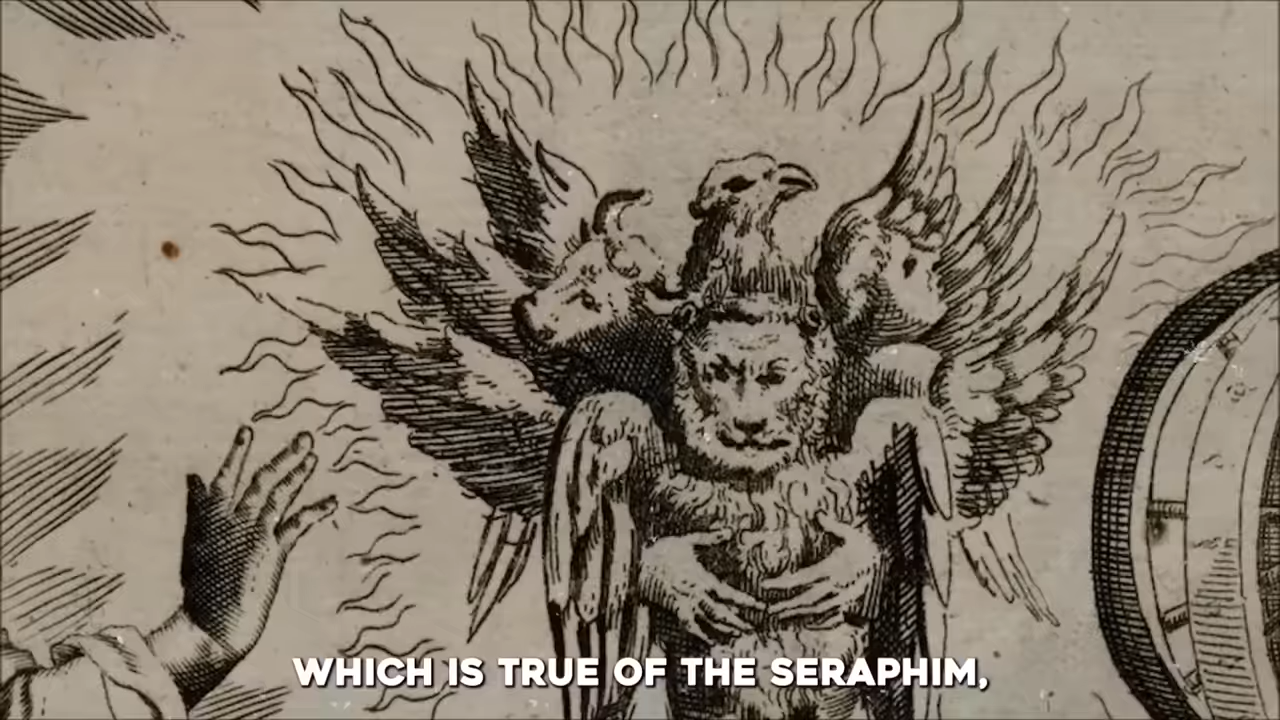 WHICH IS TRUE OF THE SERAPHIM,